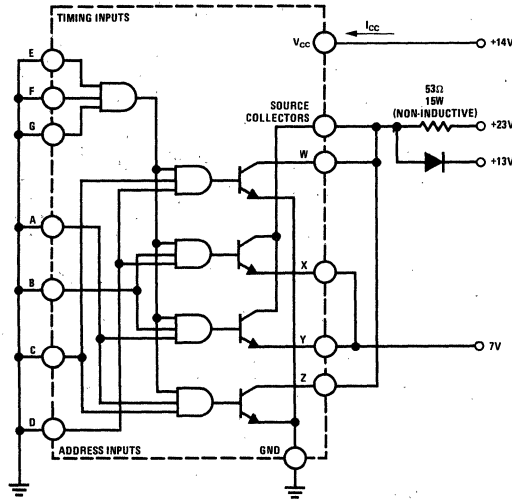 TIMING INPUTS
E
F
G
A
B
C
D
ADDRESS INPUTS
VCC
ICC
+14V
53Ω
15W
(NON-INDUCTIVE)
SOURCE
COLLECTORS
+23V
W
+13V
X
Y
7V
Z
GND